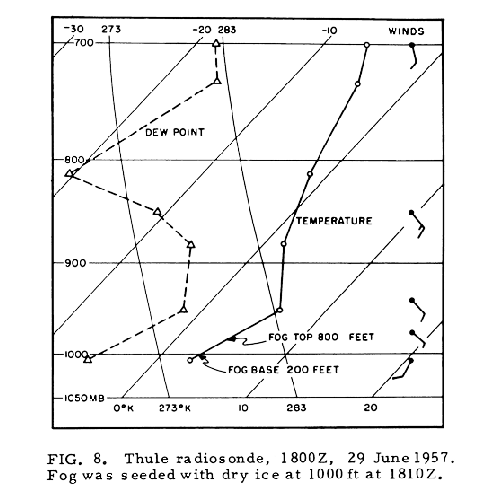 -30 273 -20 283 -10 WINDS
700
DEW POINT
800
TEMPERATURE
900
FOG TOP 800 FEET
1000
FOG BASE 200 FEET
1050 MB
0°K 273°K 10 283 20
FIG. 8. Thule radiosonde, 1800Z, 29 June 1957.
Fog was seeded with dry ice at 1000 ft at 1810Z.